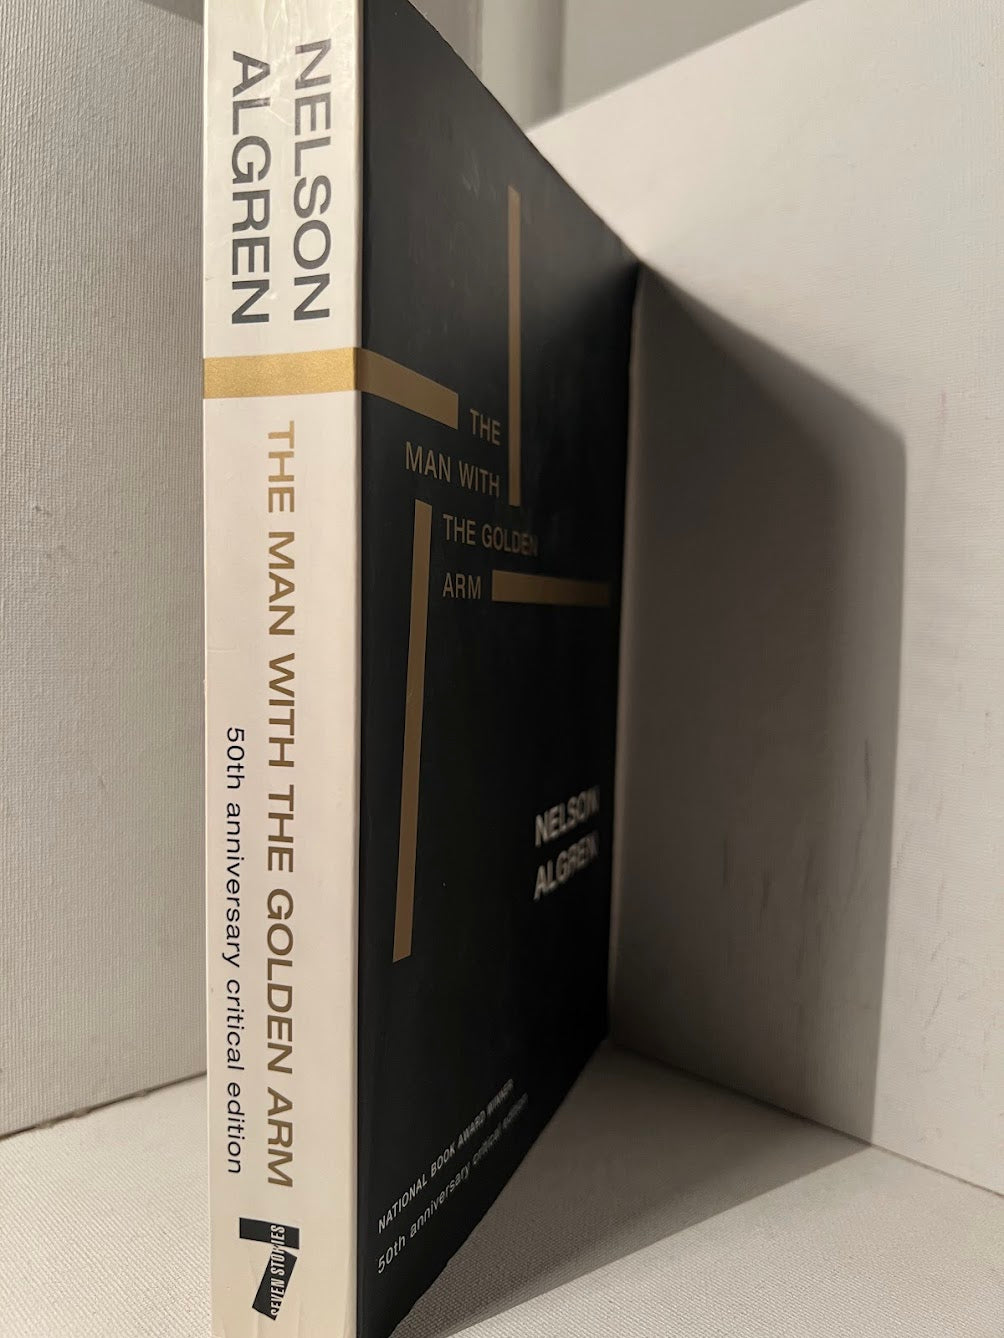 NELSON
ALGREN
THE MAN WITH THE GOLDEN ARM
50th anniversary critical edition
SEVEN STORIES
THE
MAN WITH
THE GOLDEN
ARM
NELSON
ALGREN
NATIONAL BOOK AWARD WINNER
50th anniversary critical edition